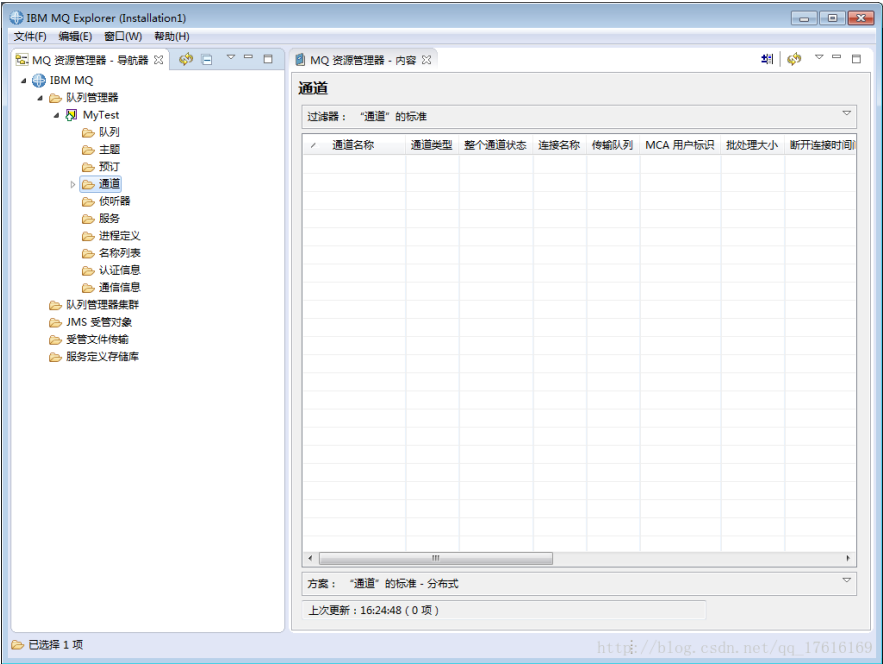 IBM MQ Explorer (Installation1)
文件(F) 编辑(E) 窗口(W) 帮助(H)
MQ 资源管理器 - 导航器
IBM MQ
队列管理器
MyTest
队列
主题
预订
通道
侦听器
服务
进程定义
名称列表
认证信息
通信信息
队列管理器集群
JMS 受管对象
受管文件传输
服务定义存储库
MQ 资源管理器 - 内容
通道
过滤器： “通道”的标准
通道名称 通道类型 整个通道状态 连接名称 传输队列 MCA 用户标识 批处理大小 断开连接时间
方案： “通道”的标准 - 分布式
上次更新：16:24:48 ( 0 项 )
已选择 1 项
http://blog.csdn.net/qq_17616169